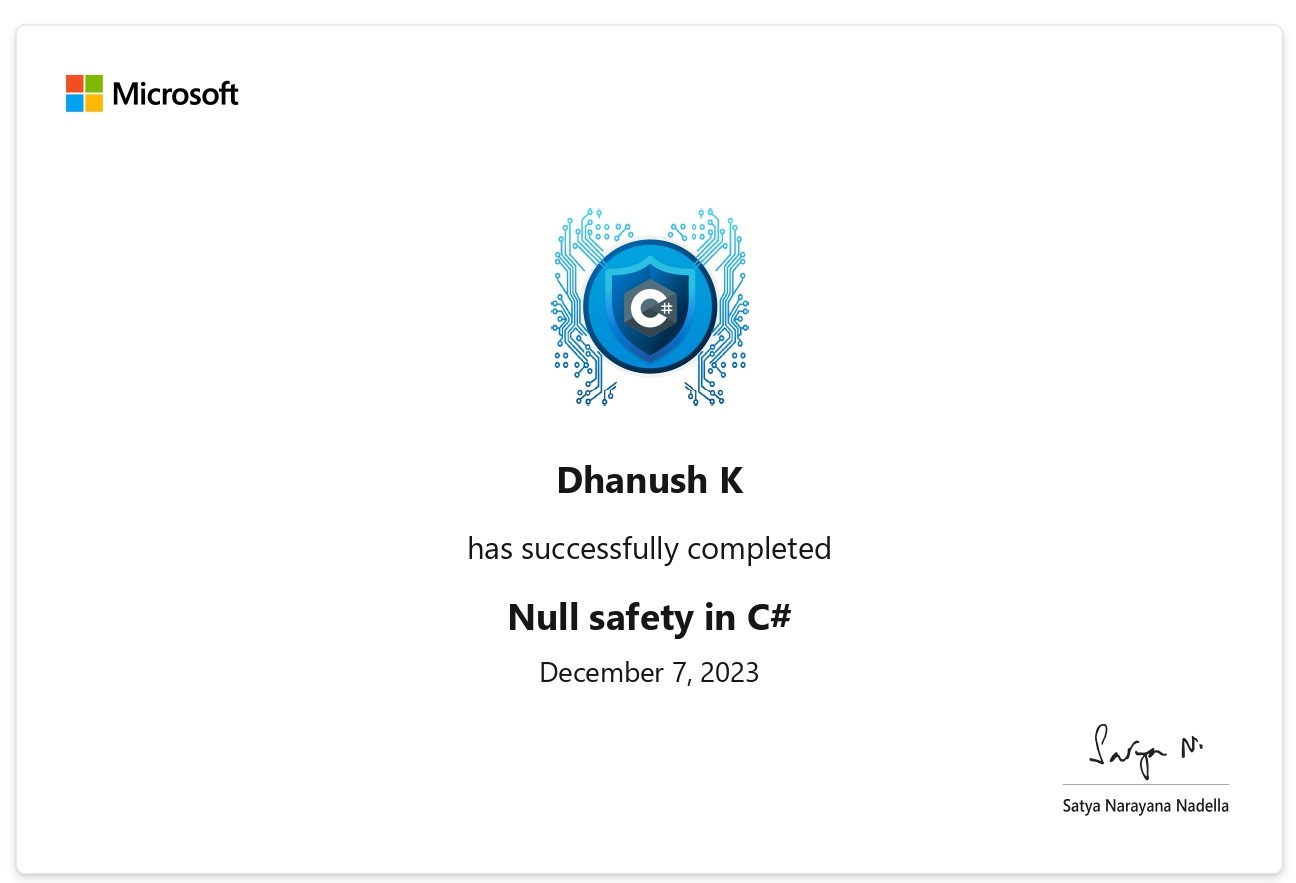 Microsoft
C#
Dhanush K
has successfully completed
Null safety in C#
December 7, 2023
Satya N.
Satya Narayana Nadella